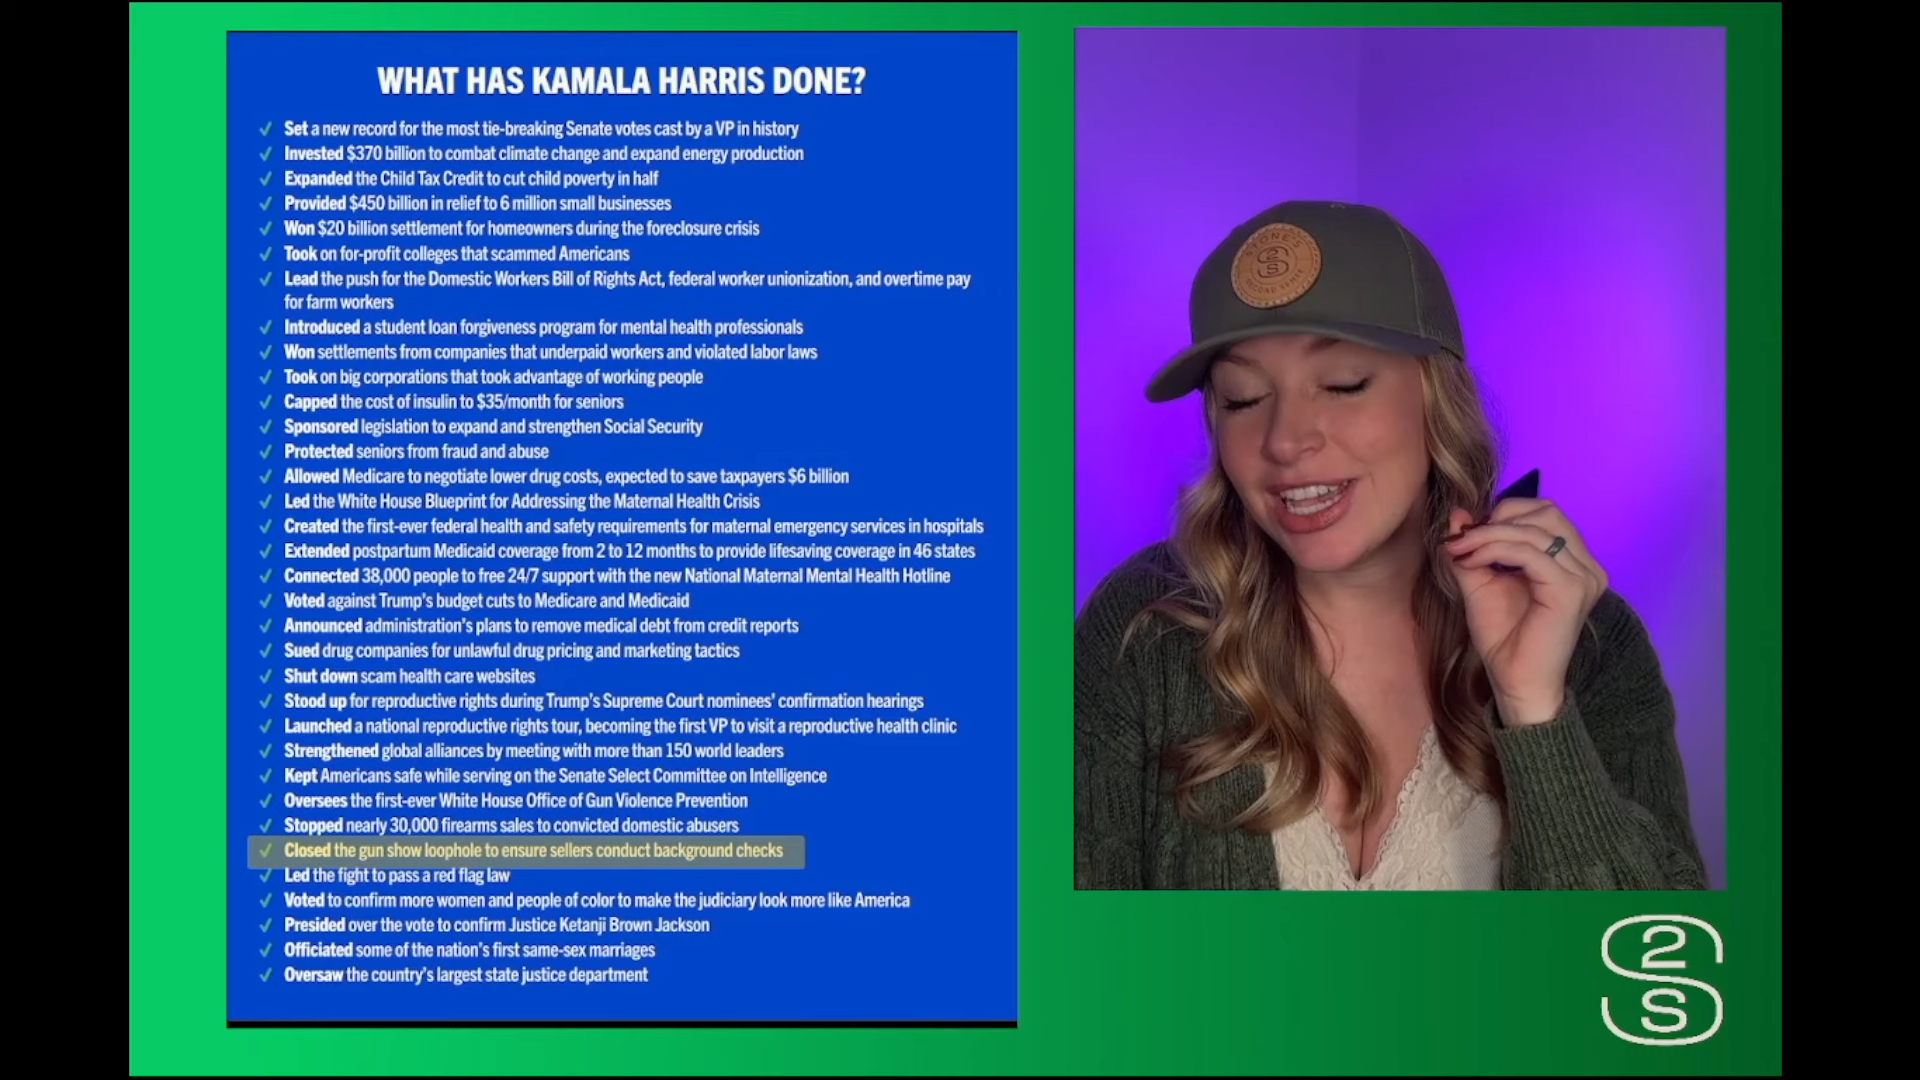 WHAT HAS KAMALA HARRIS DONE?
✓ Set a new record for the most tie-breaking Senate votes cast by a VP in history
✓ Invested $370 billion to combat climate change and expand energy production
✓ Expanded the Child Tax Credit to cut child poverty in half
✓ Provided $450 billion in relief to 6 million small businesses
✓ Won $20 billion settlement for homeowners during the foreclosure crisis
✓ Took on for-profit colleges that scammed Americans
✓ Lead the push for the Domestic Workers Bill of Rights Act, federal worker unionization, and overtime pay
for farm workers
✓ Introduced a student loan forgiveness program for mental health professionals
✓ Won settlements from companies that underpaid workers and violated labor laws
✓ Took on big corporations that took advantage of working people
✓ Capped the cost of insulin to $35/month for seniors
✓ Sponsored legislation to expand and strengthen Social Security
✓ Protected seniors from fraud and abuse
✓ Allowed Medicare to negotiate lower drug costs, expected to save taxpayers $6 billion
✓ Led the White House Blueprint for Addressing the Maternal Health Crisis
✓ Created the first-ever federal health and safety requirements for maternal emergency services in hospitals
✓ Extended postpartum Medicaid coverage from 2 to 12 months to provide lifesaving coverage in 46 states
✓ Connected 38,000 people to free 24/7 support with the new National Maternal Mental Health Hotline
✓ Voted against Trump's budget cuts to Medicare and Medicaid
✓ Announced administration's plans to remove medical debt from credit reports
✓ Sued drug companies for unlawful drug pricing and marketing tactics
✓ Shut down scam health care websites
✓ Stood up for reproductive rights during Trump's Supreme Court nominees' confirmation hearings
✓ Launched a national reproductive rights tour, becoming the first VP to visit a reproductive health clinic
✓ Strengthened global alliances by meeting with more than 150 world leaders
✓ Kept Americans safe while serving on the Senate Select Committee on Intelligence
✓ Oversees the first-ever White House Office of Gun Violence Prevention
✓ Stopped nearly 30,000 firearms sales to convicted domestic abusers
✓ Closed the gun show loophole to ensure sellers conduct background checks
✓ Led the fight to pass a red flag law
✓ Voted to confirm more women and people of color to make the judiciary look more like America
✓ Presided over the vote to confirm Justice Ketanji Brown Jackson
✓ Officiated some of the nation's first same-sex marriages
✓ Oversaw the country's largest state justice department
2
S